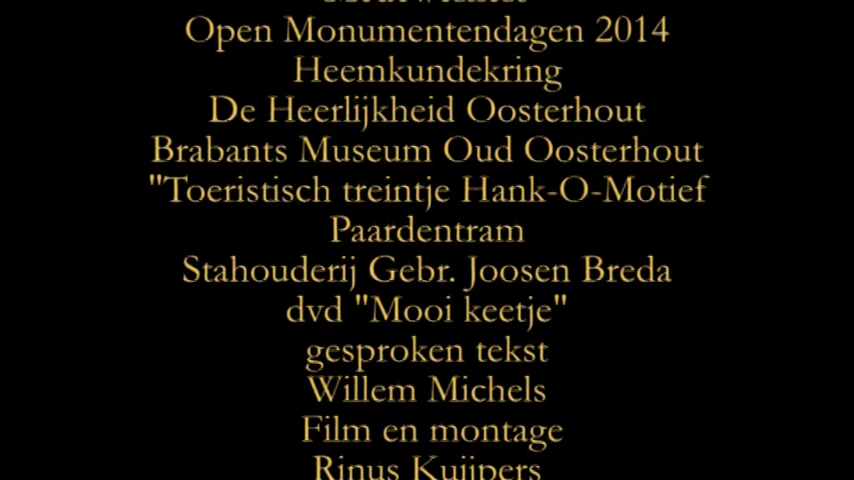 Open Monumentendagen 2014
Heemkundekring
De Heerlijkheid Oosterhout
Brabants Museum Oud Oosterhout
"Toeristisch treintje Hank-O-Motief
Paardentram
Stahouderij Gebr. Joosen Breda
dvd "Mooi keetje"
gesproken tekst
Willem Michels
Film en montage
Rinus Kuijpers